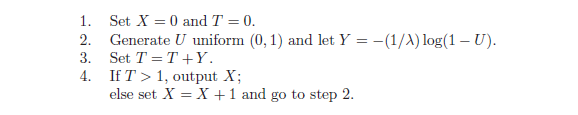 1. Set X = 0 and T = 0.
2. Generate U uniform (0, 1) and let Y = −(1/λ) log(1 − U).
3. Set T = T + Y.
4. If T > 1, output X;
else set X = X + 1 and go to step 2.